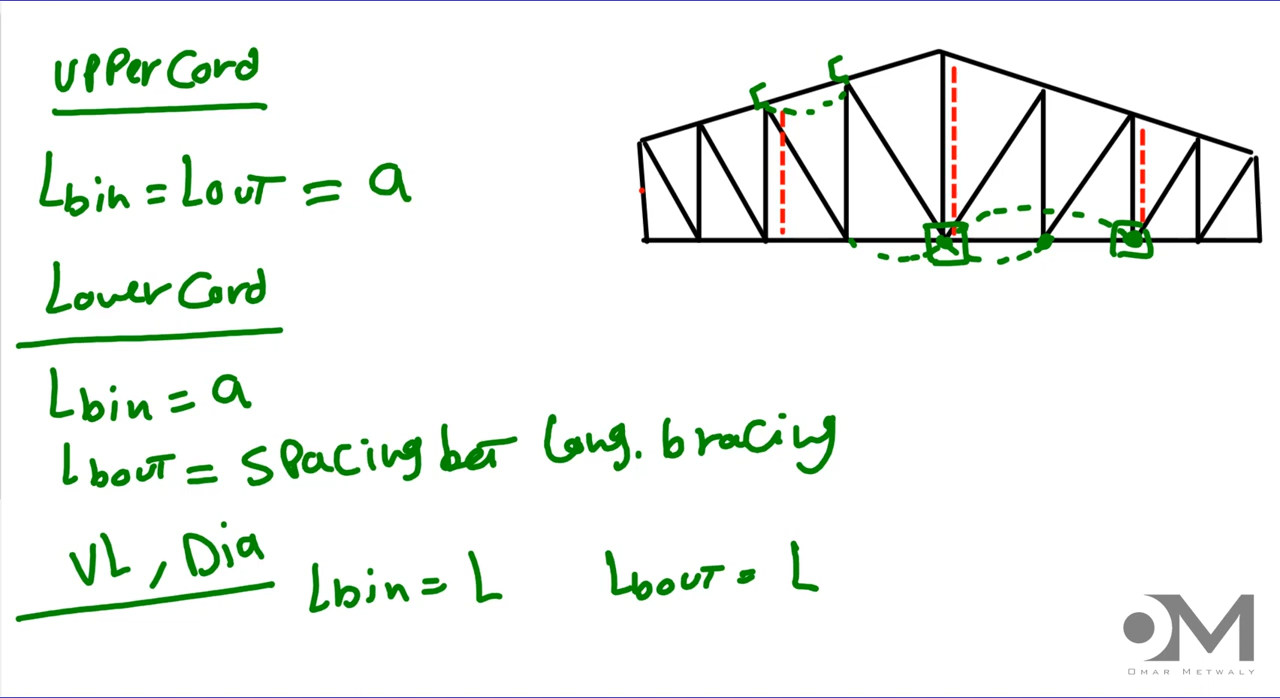 UPPer Cord
Lbin = LOUT = a
Lower Cord
Lbin = a
LbOUT = SPacing bet Long. bracing
VL, Dia
Lbin = L LbOUT = L
OM
OMAR METWALY